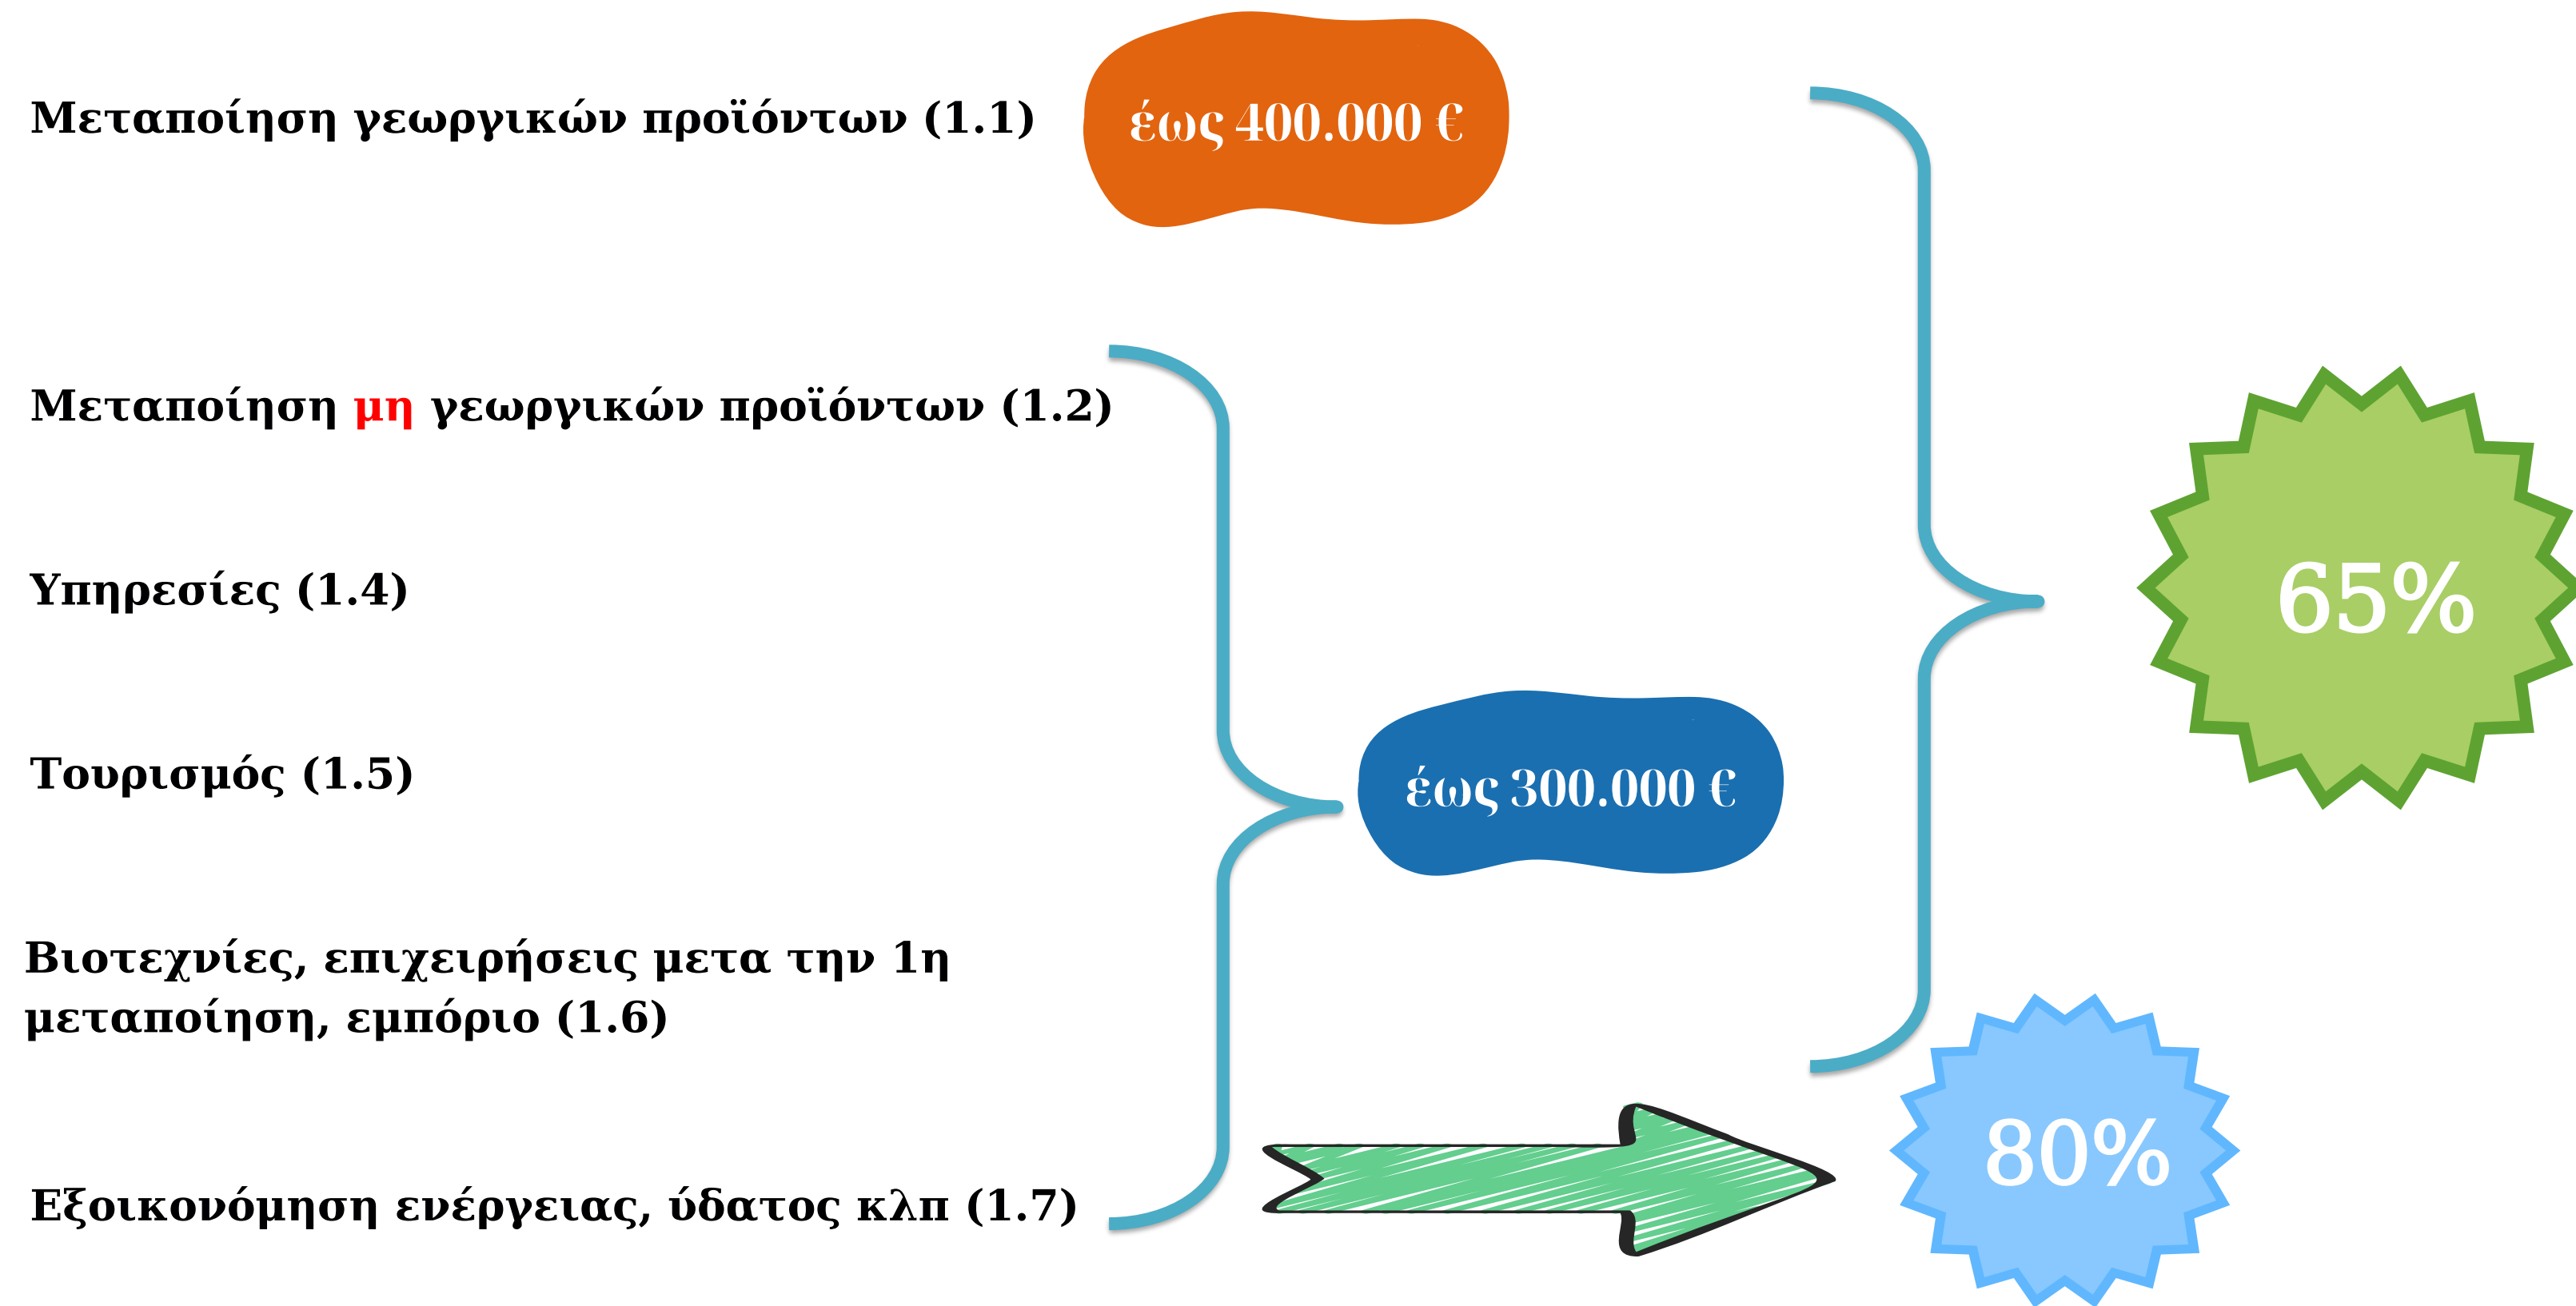 Μεταποίηση γεωργικών προϊόντων (1.1)
έως 400.000 €
Μεταποίηση μη γεωργικών προϊόντων (1.2)
Υπηρεσίες (1.4)
65%
Τουρισμός (1.5)
έως 300.000 €
Βιοτεχνίες, επιχειρήσεις μετα την 1η
μεταποίηση, εμπόριο (1.6)
80%
Εξοικονόμηση ενέργειας, ύδατος κλπ (1.7)